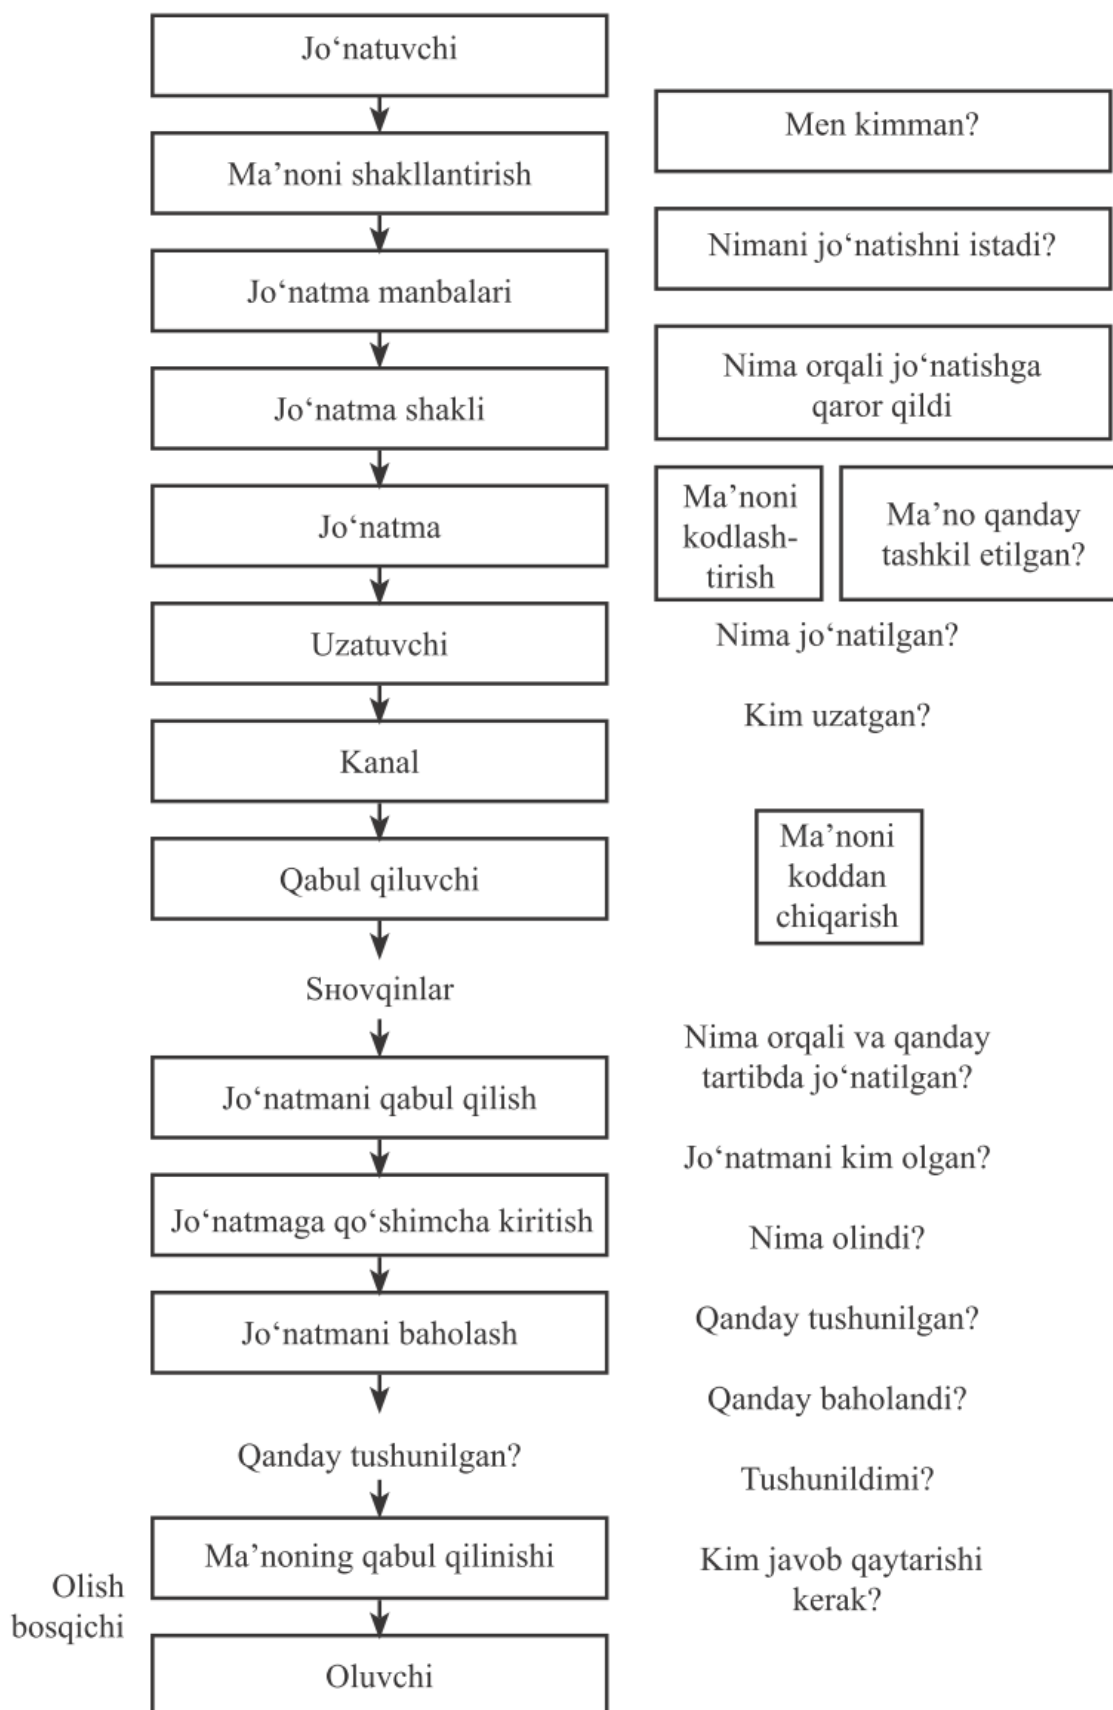 Jo‘natuvchi
Ma’noni shakllantirish
Jo‘natma manbalari
Jo‘natma shakli
Jo‘natma
Uzatuvchi
Kanal
Qabul qiluvchi
Sнovqinlar
Jo‘natmani qabul qilish
Jo‘natmaga qo‘shimcha kiritish
Jo‘natmani baholash
Qanday tushunilgan?
Ma’noning qabul qilinishi
Olish
bosqichi
Oluvchi
Men kimman?
Nimani jo‘natishni istadi?
Nima orqali jo‘natishga
qaror qildi
Ma’noni
kodlash-
tirish
Ma’no qanday
tashkil etilgan?
Nima jo‘natilgan?
Kim uzatgan?
Ma’noni
koddan
chiqarish
Nima orqali va qanday
tartibda jo‘natilgan?
Jo‘natmani kim olgan?
Nima olindi?
Qanday tushunilgan?
Qanday baholandi?
Tushunildimi?
Kim javob qaytarishi
kerak?